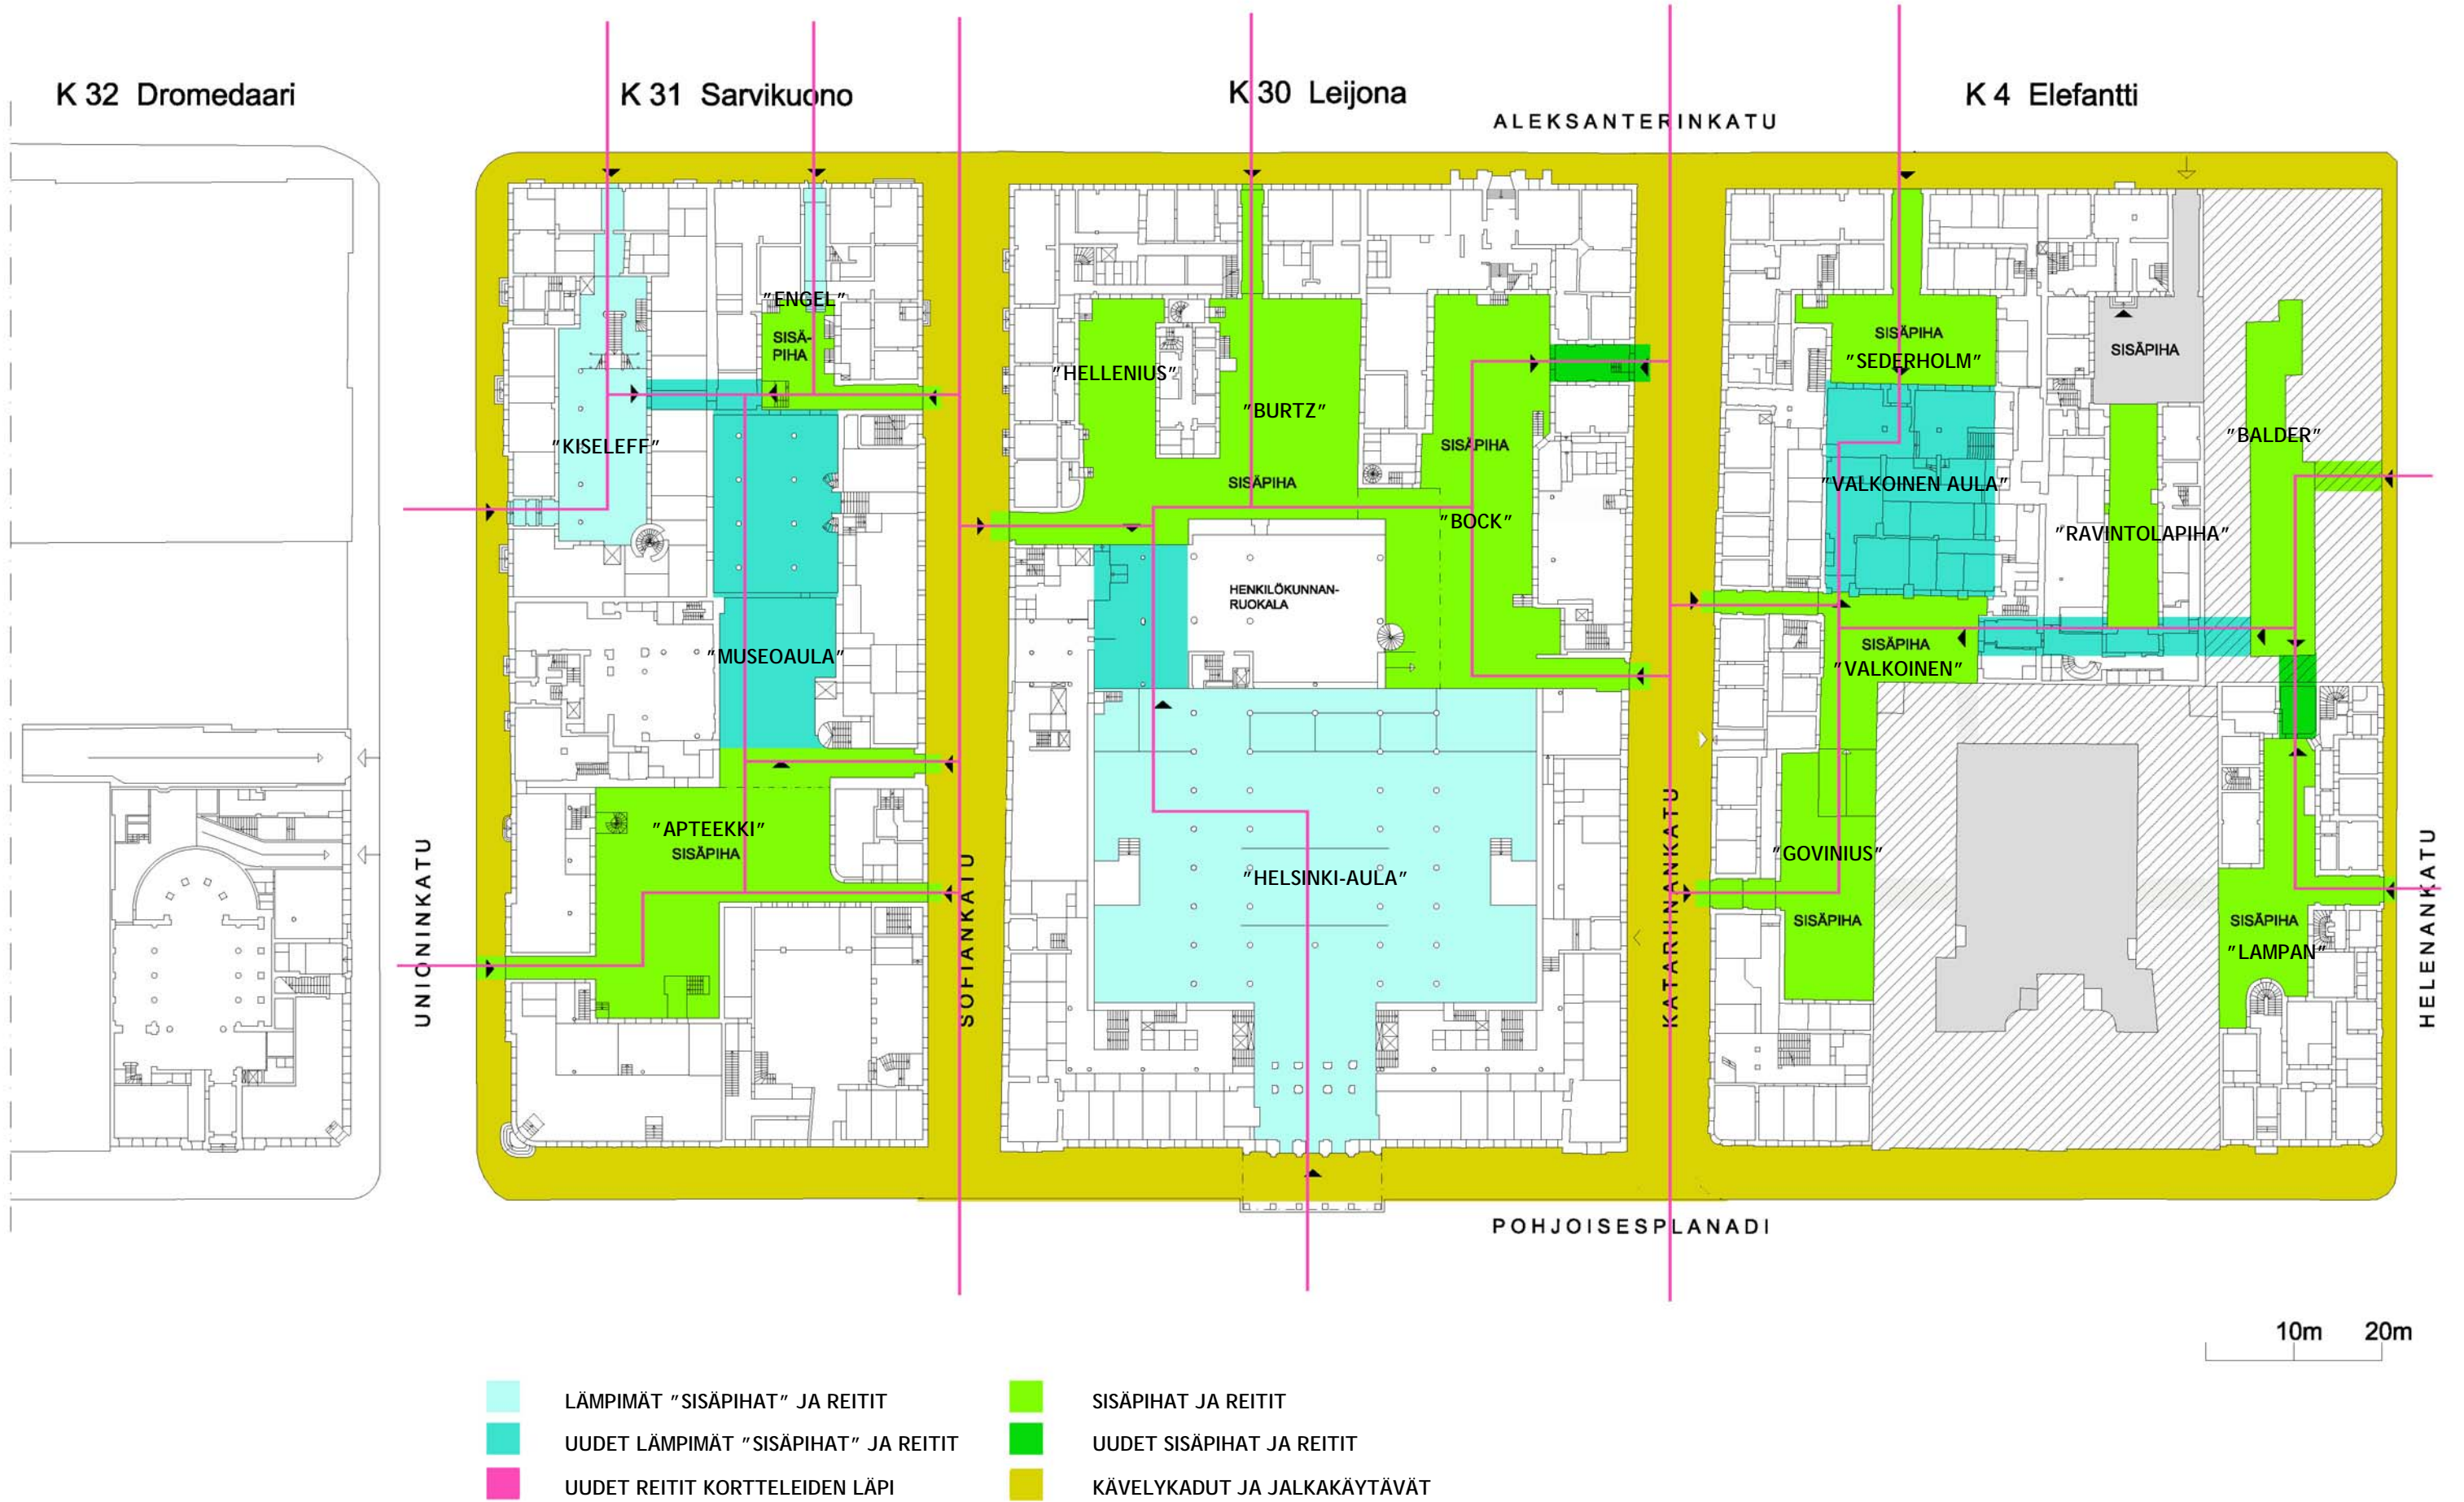 K 32 Dromedaari
K 31 Sarvikuono
K 30 Leijona
K 4 Elefantti
ALEKSANTERINKATU
"ENGEL"
SISÄ-
PIHA
"KISELEFF"
"MUSEOAULA"
"APTEEKKI"
SISÄPIHA
UNIONINKATU
SOFIANKATU
"HELLENIUS"
"BURTZ"
SISÄPIHA
SISÄPIHA
"BOCK"
HENKILÖKUNNAN-
RUOKALA
"HELSINKI-AULA"
KATARIINANKATU
SISÄPIHA
"SEDERHOLM"
SISÄPIHA
"BALDER"
"VALKOINEN AULA"
"RAVINTOLAPIHA"
SISÄPIHA
"VALKOINEN"
"GOVINIUS"
SISÄPIHA
SISÄPIHA
"LAMPAN"
HELENANKATU
POHJOISESPLANADI
10m 20m
LÄMPIMÄT "SISÄPIHAT" JA REITIT
UUDET LÄMPIMÄT "SISÄPIHAT" JA REITIT
UUDET REITIT KORTTELEIDEN LÄPI
SISÄPIHAT JA REITIT
UUDET SISÄPIHAT JA REITIT
KÄVELYKADUT JA JALKAKÄYTÄVÄT